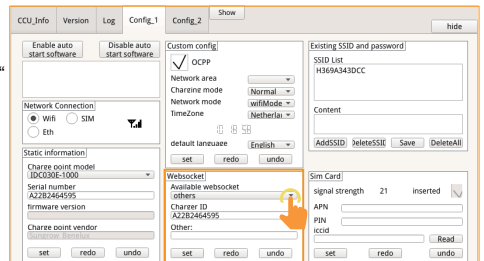 Show
CCU_Info Version Log Config_1 Config_2
hide
Enable auto start software
Disable auto start software
“
Network Connection
Wifi SIM
Eth
Static information
Charge point model
IDC030E-1000
Serial number
A22B2464595
firmware version
Charge point vendor
Sungrow_Benelux
set redo undo
Custom config
OCPP
Network area
Charging mode Normal
Network mode wifiMode
TimeZone Netherlar
default language English
set redo undo
Websocket
Available websocket
others
Charger ID
A22B2464595
Other:
set redo undo
Existing SSID and password
SSID List
H369A343DCC
Content
AddSSID DeleteSSID Save DeleteAll
Sim Card
signal strength 21 inserted
APN
PIN
iccid
Read
set redo undo